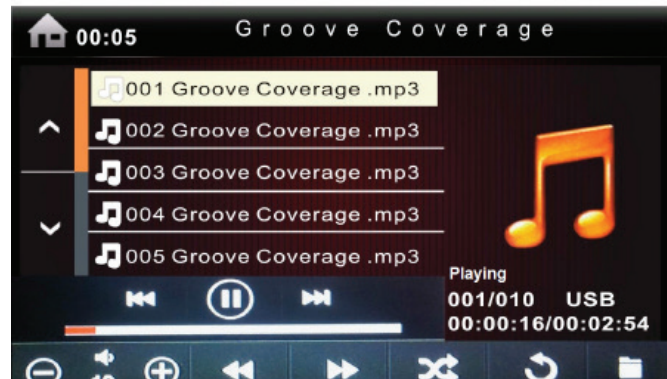 00:05 Groove Coverage
001 Groove Coverage .mp3
002 Groove Coverage .mp3
003 Groove Coverage .mp3
004 Groove Coverage .mp3
005 Groove Coverage .mp3
Playing
001/010 USB
00:00:16/00:02:54